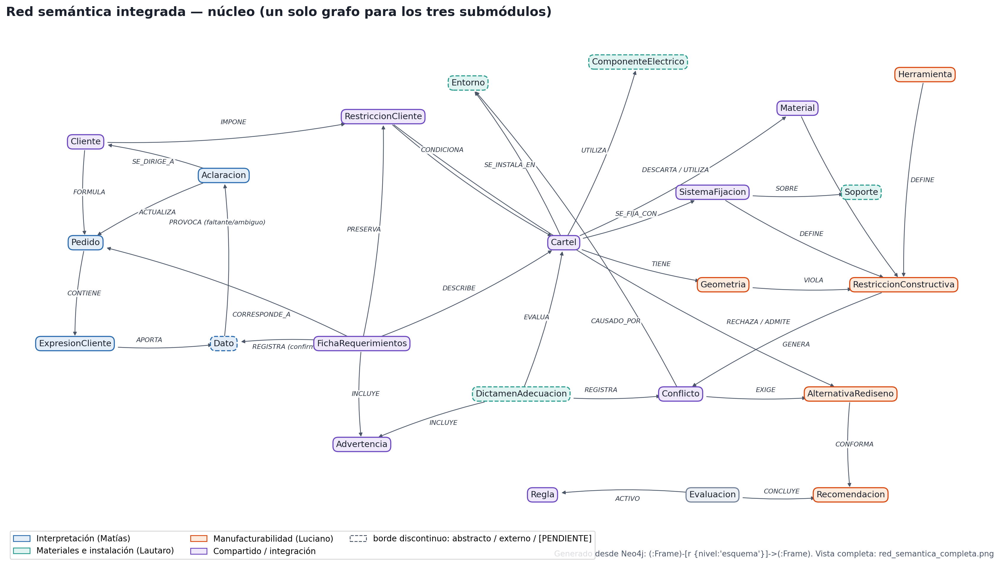 Red semántica integrada — núcleo (un solo grafo para los tres submódulos)
ComponenteElectrico
Herramienta
Entorno
Material
RestriccionCliente
IMPONE
Cliente
CONDICIONA
UTILIZA
SE_DIRIGE_A
SE_INSTALA_EN
DESCARTA / UTILIZA
Aclaracion
DEFINE
FORMULA
SistemaFijacion
SOBRE
Soporte
ACTUALIZA
SE_FIJA_CON
PROVOCA (faltante/ambiguo)
PRESERVA
DEFINE
Pedido
Cartel
TIENE
VIOLA
Geometria
RestriccionConstructiva
CONTIENE
DESCRIBE
CORRESPONDE_A
EVALUA
CAUSADO_POR
RECHAZA / ADMITE
ExpresionCliente
APORTA
Dato
REGISTRA (confirm
FichaRequerimientos
GENERA
INCLUYE
DictamenAdecuacion
REGISTRA
Conflicto
EXIGE
AlternativaRediseno
INCLUYE
Advertencia
CONFORMA
Regla
ACTIVO
Evaluacion
CONCLUYE
Recomendacion
Interpretación (Matías)
Materiales e instalación (Lautaro)
Manufacturabilidad (Luciano)
Compartido / integración
borde discontinuo: abstracto / externo / [PENDIENTE]
Generado desde Neo4j: (:Frame)-[r {nivel:'esquema'}]->(:Frame). Vista completa: red_semantica_completa.png